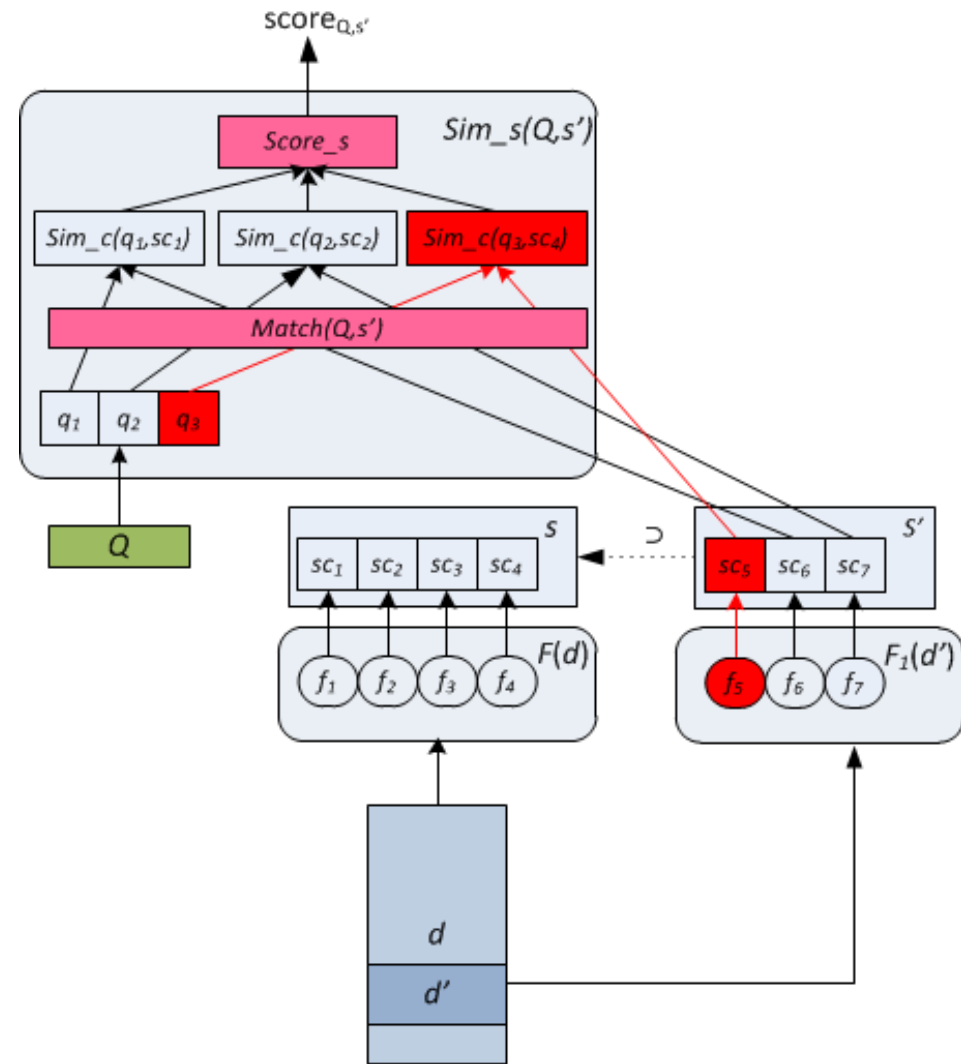 score_Q,s'
Sim_s(Q,s')
Score_s
Sim_c(q₁,sc₁) Sim_c(q₂,sc₂) Sim_c(q₃,sc₄)
Match(Q,s')
q₁ q₂ q₃
Q
s
⊃
S'
sc₁ sc₂ sc₃ sc₄
sc₅ sc₆ sc₇
F(d)
F₁(d')
f₁ f₂ f₃ f₄
f₅ f₆ f₇
d
d'